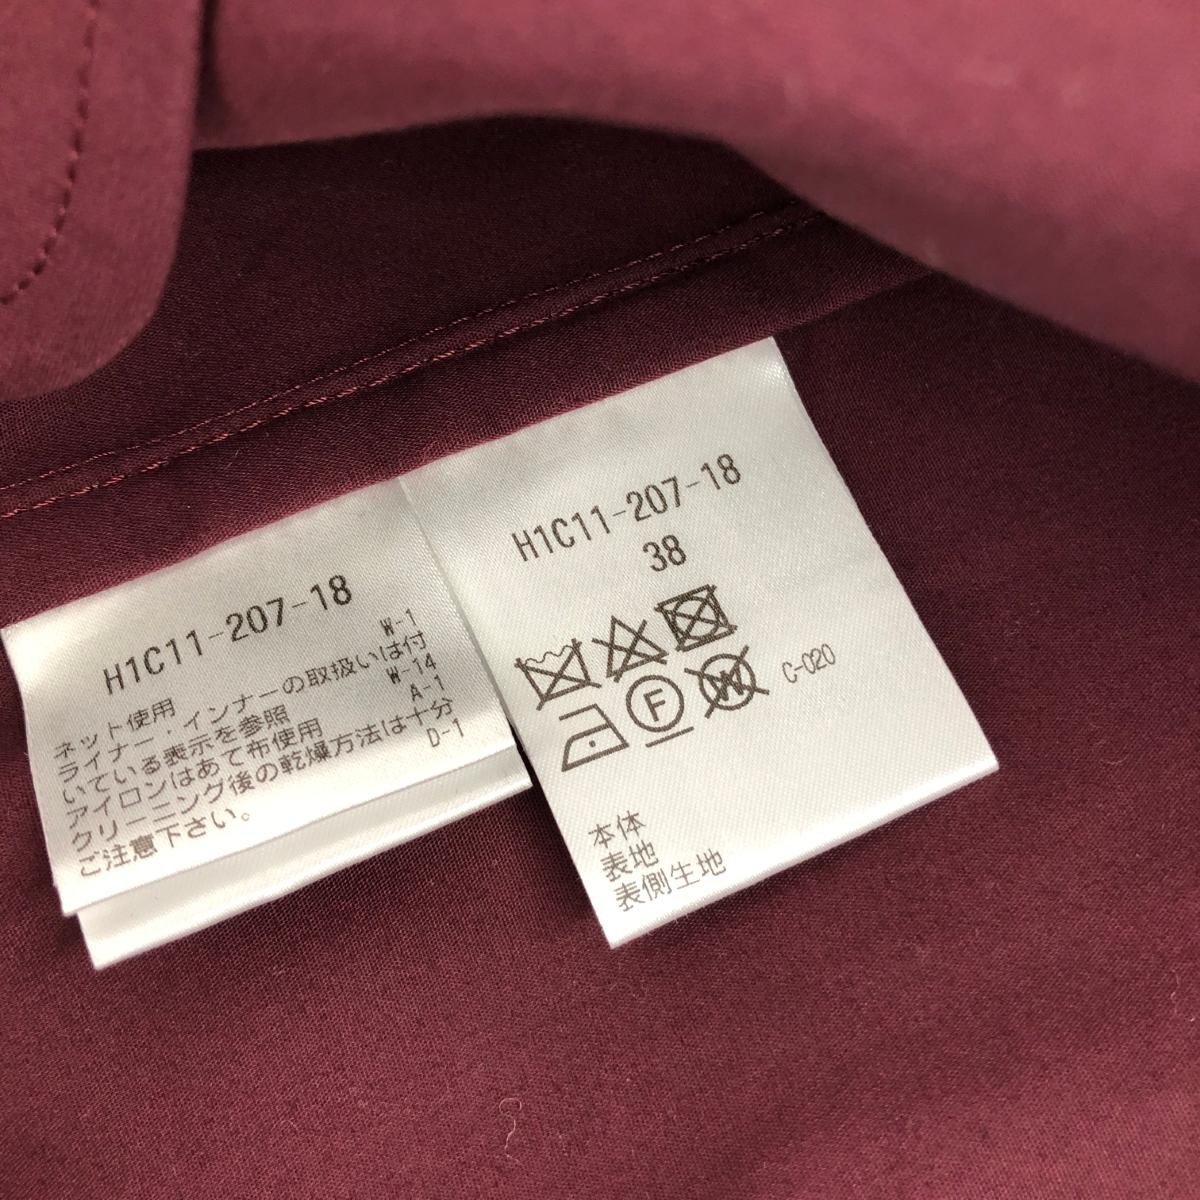 H1C11-207-18
W-1
ネット使用
ライナー．インナーの取扱いは付
いている表示を参照
W-14
アイロンはあて布使用
A-1
クリーニング後の乾燥方法は十分
ご注意下さい。
D-1
H1C11-207-18
38
F
W
C-020
本体
表地
表側生地